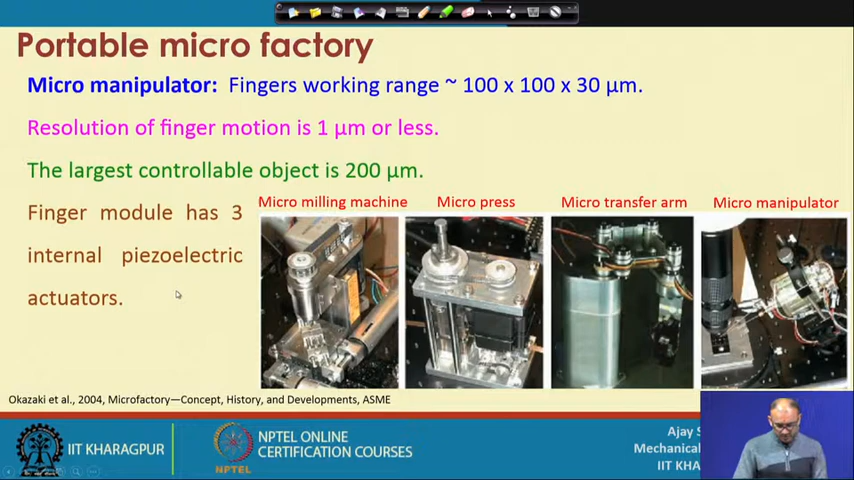 Portable micro factory
Micro manipulator: Fingers working range ~ 100 x 100 x 30 µm.
Resolution of finger motion is 1 µm or less.
The largest controllable object is 200 µm.
Finger module has 3
internal piezoelectric
actuators.
Micro milling machine
Micro press
Micro transfer arm
Micro manipulator
Okazaki et al., 2004, Microfactory—Concept, History, and Developments, ASME
IIT KHARAGPUR
NPTEL
NPTEL ONLINE
CERTIFICATION COURSES
Ajay S
Mechanical
IIT KHA